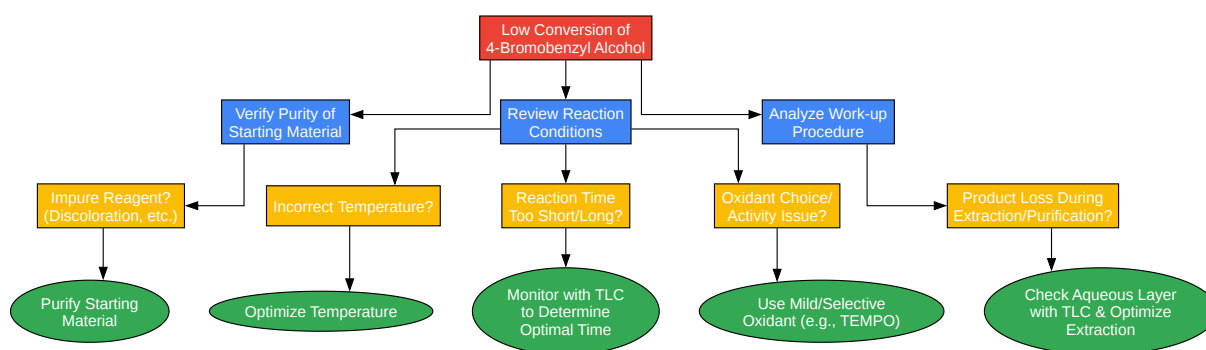 Low Conversion of
4-Bromobenzyl Alcohol
Verify Purity of
Starting Material
Review Reaction
Conditions
Analyze Work-up
Procedure
Impure Reagent?
(Discoloration, etc.)
Incorrect Temperature?
Reaction Time
Too Short/Long?
Oxidant Choice/
Activity Issue?
Product Loss During
Extraction/Purification?
Purify Starting
Material
Optimize Temperature
Monitor with TLC
to Determine
Optimal Time
Use Mild/Selective
Oxidant (e.g., TEMPO)
Check Aqueous Layer
with TLC & Optimize
Extraction